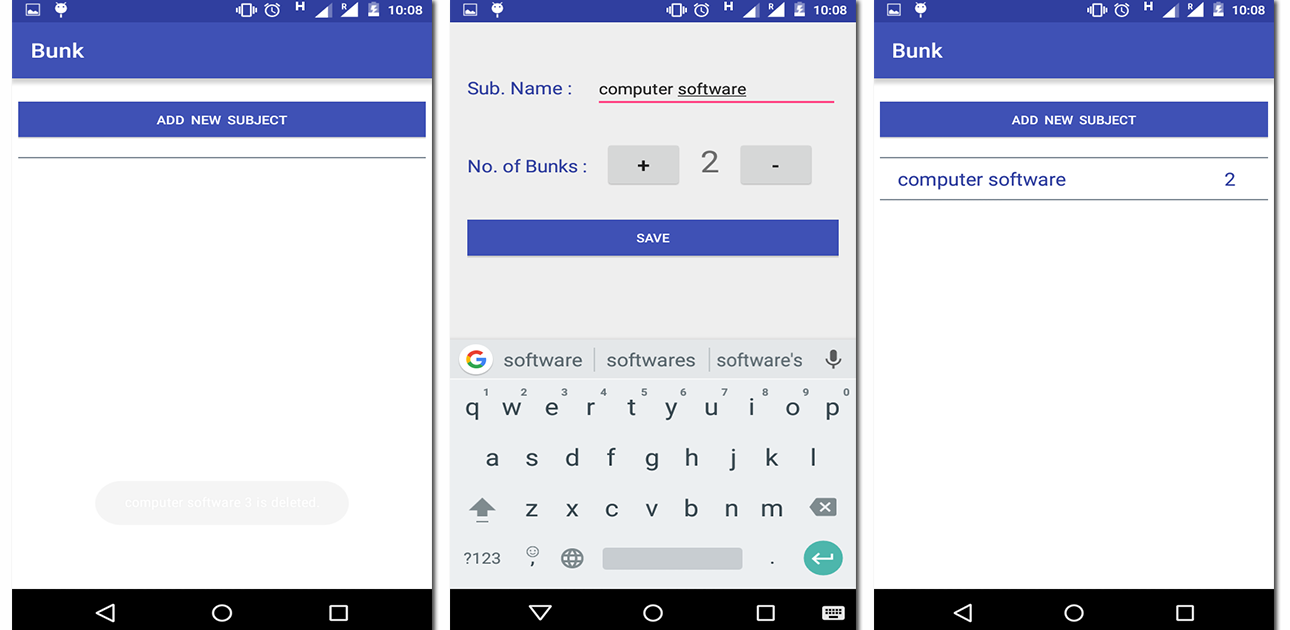 H R 10:08
Bunk
ADD NEW SUBJECT
computer software 3 is deleted.
H R 10:08
Sub. Name : computer software
No. of Bunks : + 2 -
SAVE
G software softwares software's
1 2 3 4 5 6 7 8 9 0
q w e r t y u i o p
a s d f g h j k l
z x c v b n m
?123 , .
H R 10:08
Bunk
ADD NEW SUBJECT
computer software 2